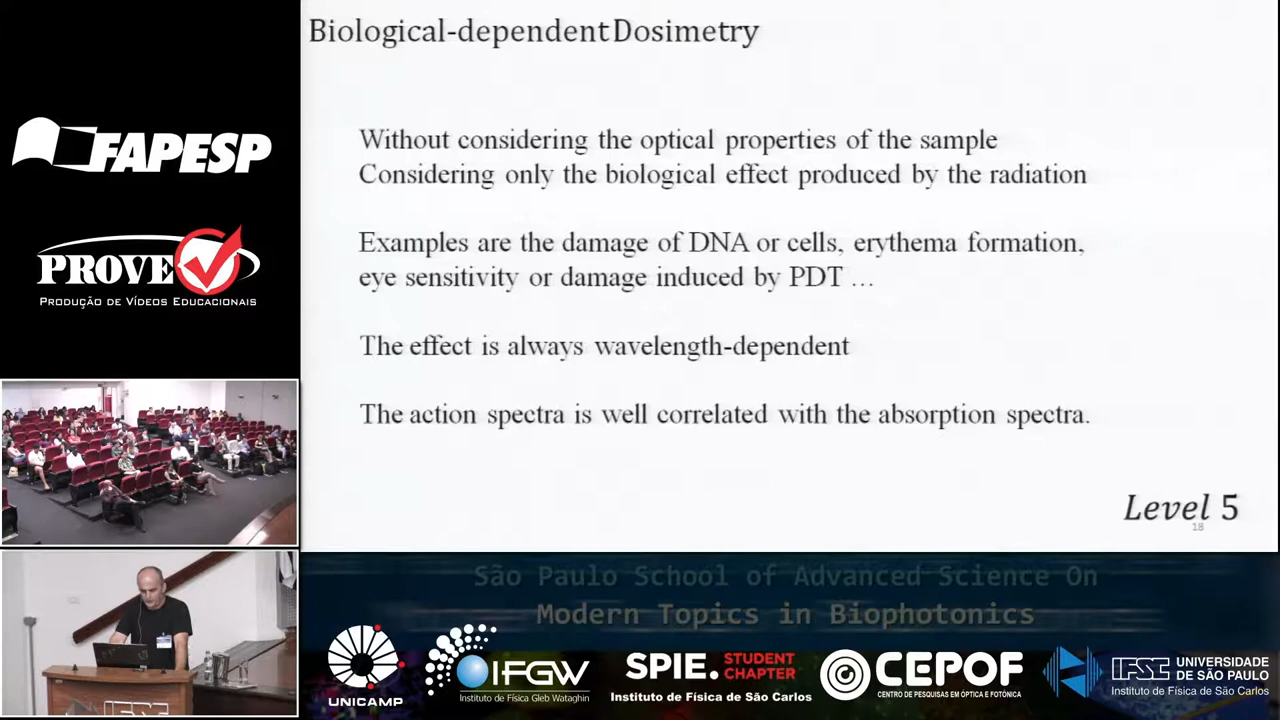 Biological-dependent Dosimetry
Without considering the optical properties of the sample
Considering only the biological effect produced by the radiation
Examples are the damage of DNA or cells, erythema formation,
eye sensitivity or damage induced by PDT ...
The effect is always wavelength-dependent
The action spectra is well correlated with the absorption spectra.
Level 5
18
FAPESP
PROVE
PRODUÇÃO DE VÍDEOS EDUCACIONAIS
IFSC
São Paulo School of Advanced Science On
Modern Topics in Biophotonics
UNICAMP
IFGW
Instituto de Física Gleb Wataghin
SPIE. STUDENT CHAPTER
Instituto de Física de São Carlos
CEPOF
CENTRO DE PESQUISAS EM ÓPTICA E FOTÔNICA
IFSC UNIVERSIDADE DE SÃO PAULO
Instituto de Física de São Carlos